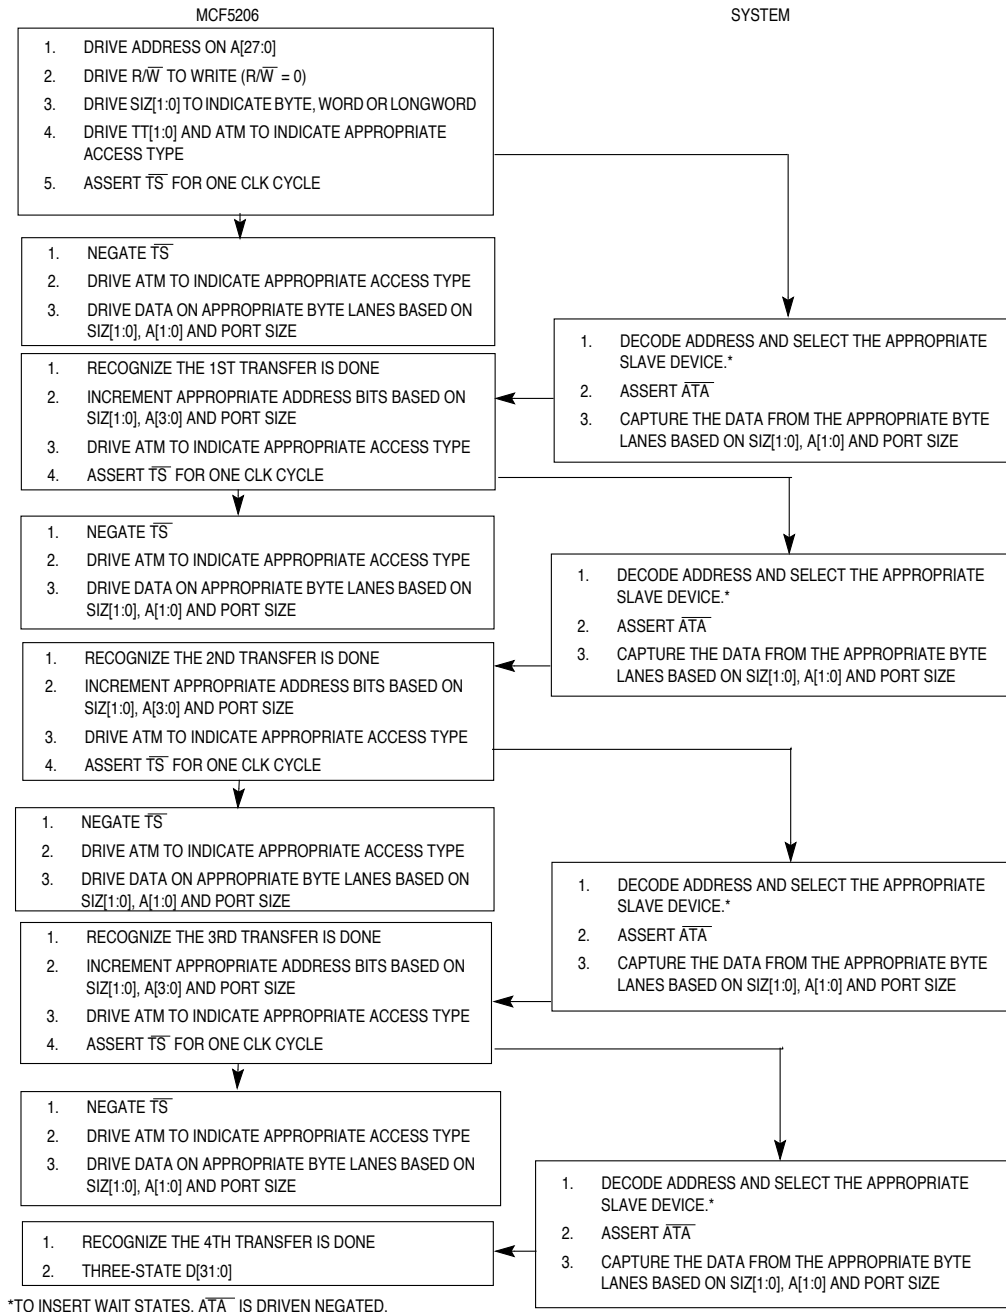 MCF5206
SYSTEM
1. DRIVE ADDRESS ON A[27:0]
2. DRIVE R/W̅ TO WRITE (R/W̅ = 0)
3. DRIVE SIZ[1:0] TO INDICATE BYTE, WORD OR LONGWORD
4. DRIVE TT[1:0] AND ATM TO INDICATE APPROPRIATE
ACCESS TYPE
5. ASSERT T̅S̅ FOR ONE CLK CYCLE
1. NEGATE T̅S̅
2. DRIVE ATM TO INDICATE APPROPRIATE ACCESS TYPE
3. DRIVE DATA ON APPROPRIATE BYTE LANES BASED ON
SIZ[1:0], A[1:0] AND PORT SIZE
1. DECODE ADDRESS AND SELECT THE APPROPRIATE
SLAVE DEVICE.*
2. ASSERT A̅T̅A̅
3. CAPTURE THE DATA FROM THE APPROPRIATE BYTE
LANES BASED ON SIZ[1:0], A[1:0] AND PORT SIZE
1. RECOGNIZE THE 1ST TRANSFER IS DONE
2. INCREMENT APPROPRIATE ADDRESS BITS BASED ON
SIZ[1:0], A[3:0] AND PORT SIZE
3. DRIVE ATM TO INDICATE APPROPRIATE ACCESS TYPE
4. ASSERT T̅S̅ FOR ONE CLK CYCLE
1. NEGATE T̅S̅
2. DRIVE ATM TO INDICATE APPROPRIATE ACCESS TYPE
3. DRIVE DATA ON APPROPRIATE BYTE LANES BASED ON
SIZ[1:0], A[1:0] AND PORT SIZE
1. DECODE ADDRESS AND SELECT THE APPROPRIATE
SLAVE DEVICE.*
2. ASSERT A̅T̅A̅
3. CAPTURE THE DATA FROM THE APPROPRIATE BYTE
LANES BASED ON SIZ[1:0], A[1:0] AND PORT SIZE
1. RECOGNIZE THE 2ND TRANSFER IS DONE
2. INCREMENT APPROPRIATE ADDRESS BITS BASED ON
SIZ[1:0], A[3:0] AND PORT SIZE
3. DRIVE ATM TO INDICATE APPROPRIATE ACCESS TYPE
4. ASSERT T̅S̅ FOR ONE CLK CYCLE
1. NEGATE T̅S̅
2. DRIVE ATM TO INDICATE APPROPRIATE ACCESS TYPE
3. DRIVE DATA ON APPROPRIATE BYTE LANES BASED ON
SIZ[1:0], A[1:0] AND PORT SIZE
1. DECODE ADDRESS AND SELECT THE APPROPRIATE
SLAVE DEVICE.*
2. ASSERT A̅T̅A̅
3. CAPTURE THE DATA FROM THE APPROPRIATE BYTE
LANES BASED ON SIZ[1:0], A[1:0] AND PORT SIZE
1. RECOGNIZE THE 3RD TRANSFER IS DONE
2. INCREMENT APPROPRIATE ADDRESS BITS BASED ON
SIZ[1:0], A[3:0] AND PORT SIZE
3. DRIVE ATM TO INDICATE APPROPRIATE ACCESS TYPE
4. ASSERT T̅S̅ FOR ONE CLK CYCLE
1. NEGATE T̅S̅
2. DRIVE ATM TO INDICATE APPROPRIATE ACCESS TYPE
3. DRIVE DATA ON APPROPRIATE BYTE LANES BASED ON
SIZ[1:0], A[1:0] AND PORT SIZE
1. DECODE ADDRESS AND SELECT THE APPROPRIATE
SLAVE DEVICE.*
2. ASSERT A̅T̅A̅
3. CAPTURE THE DATA FROM THE APPROPRIATE BYTE
LANES BASED ON SIZ[1:0], A[1:0] AND PORT SIZE
1. RECOGNIZE THE 4TH TRANSFER IS DONE
2. THREE-STATE D[31:0]
*TO INSERT WAIT STATES, A̅T̅A̅ IS DRIVEN NEGATED.